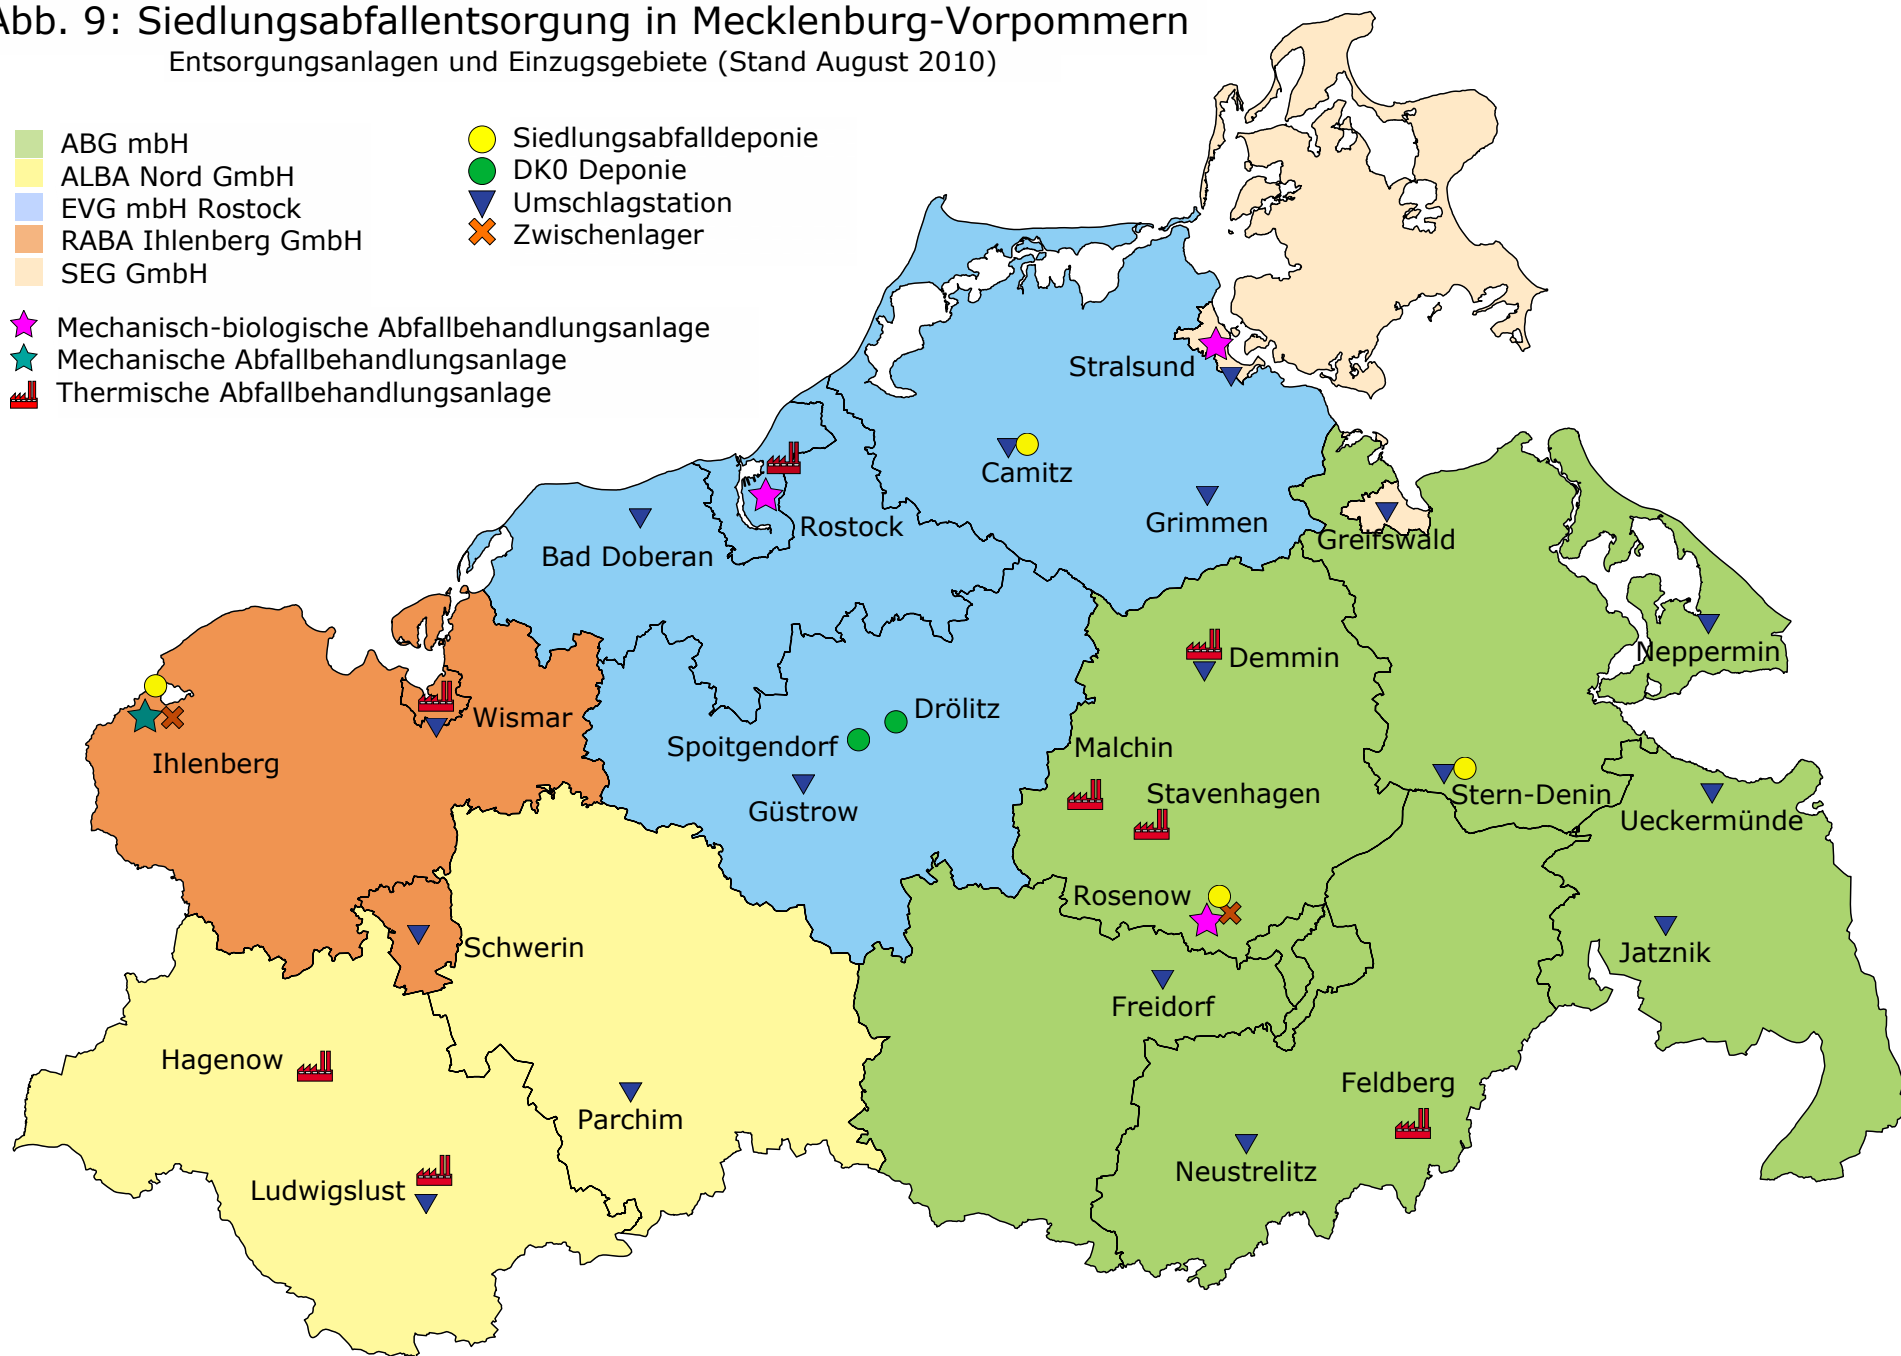 Abb. 9: Siedlungsabfallentsorgung in Mecklenburg-Vorpommern
Entsorgungsanlagen und Einzugsgebiete (Stand August 2010)
ABG mbH
ALBA Nord GmbH
EVG mbH Rostock
RABA Ihlenberg GmbH
SEG GmbH
Siedlungsabfalldeponie
DK0 Deponie
Umschlagstation
Zwischenlager
Mechanisch-biologische Abfallbehandlungsanlage
Mechanische Abfallbehandlungsanlage
Thermische Abfallbehandlungsanlage
Stralsund
Camitz
Grimmen
Rostock
Bad Doberan
Greifswald
Neppermin
Demmin
Drölitz
Wismar
Spoitgendorf
Malchin
Ihlenberg
Stavenhagen
Stern-Denin
Güstrow
Ueckermünde
Rosenow
Schwerin
Jatznik
Freidorf
Hagenow
Feldberg
Parchim
Neustrelitz
Ludwigslust